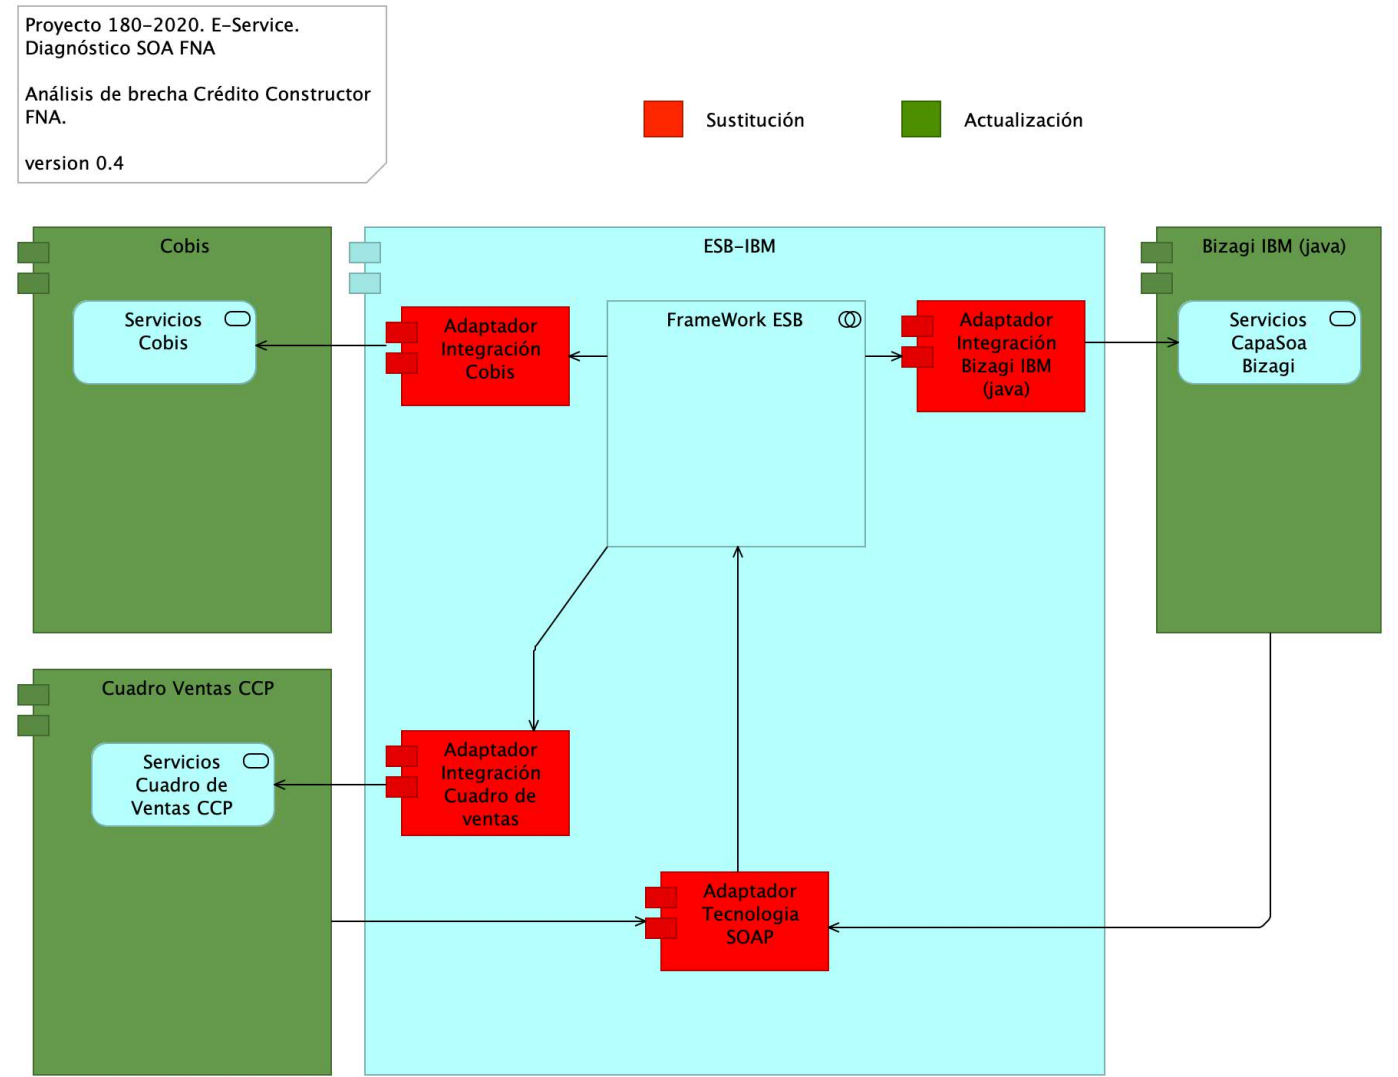 Proyecto 180-2020. E-Service.
Diagnóstico SOA FNA
Análisis de brecha Crédito Constructor
FNA.
version 0.4
Sustitución
Actualización
Cobis
Servicios
Cobis
ESB-IBM
Adaptador
Integración
Cobis
FrameWork ESB
Adaptador
Integración
Bizagi IBM
(java)
Bizagi IBM (java)
Servicios
CapaSoa
Bizagi
Cuadro Ventas CCP
Servicios
Cuadro de
Ventas CCP
Adaptador
Integración
Cuadro de
ventas
Adaptador
Tecnologia
SOAP